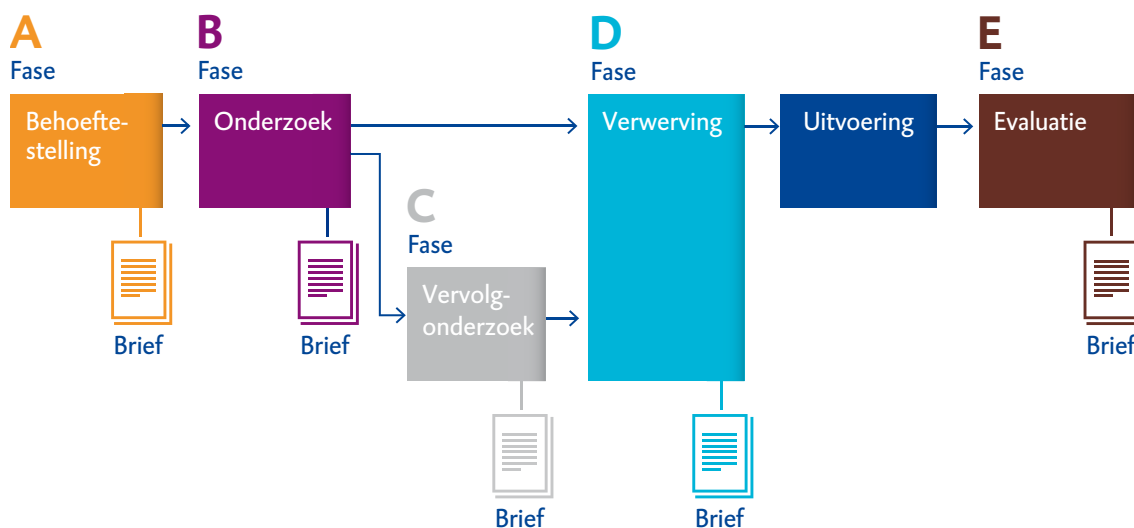 A
Fase
Behoefte-
stelling
Brief
B
Fase
Onderzoek
Brief
C
Fase
Vervolg-
onderzoek
Brief
D
Fase
Verwerving
Brief
Uitvoering
E
Fase
Evaluatie
Brief